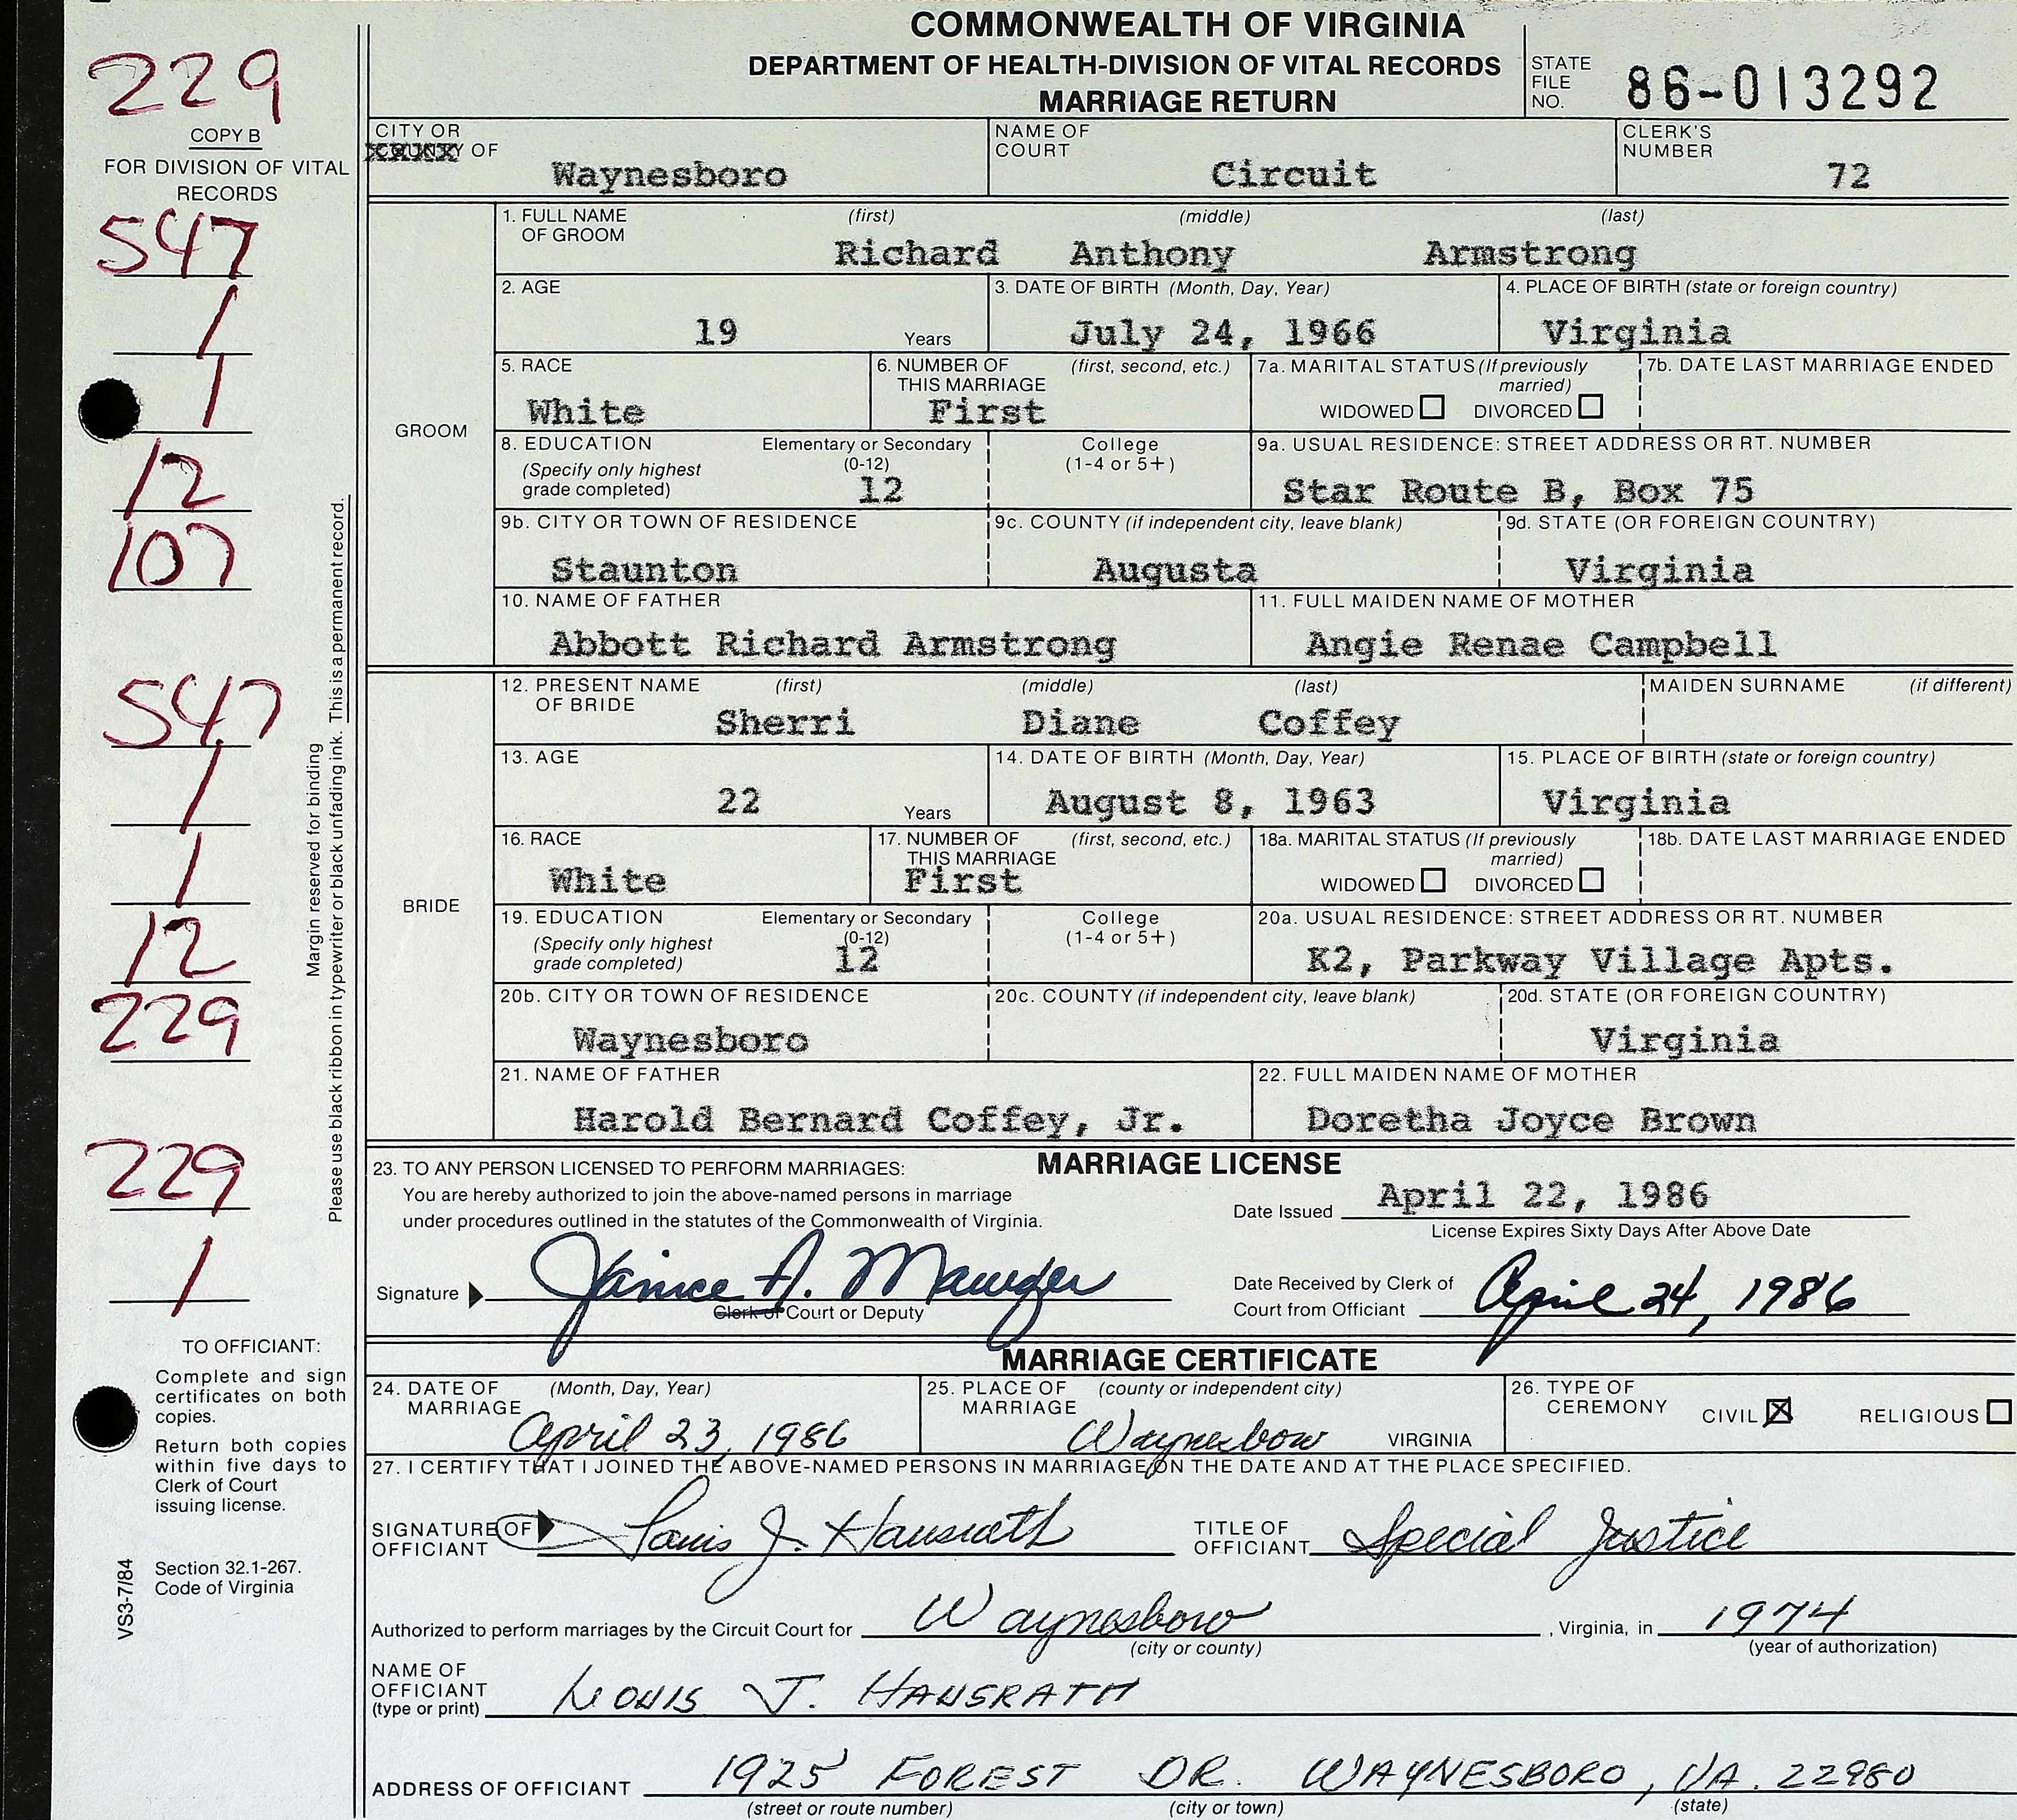 COMMONWEALTH OF VIRGINIA
DEPARTMENT OF HEALTH-DIVISION OF VITAL RECORDS
MARRIAGE RETURN
STATE FILE NO. 86-013292
229
COPY B
FOR DIVISION OF VITAL RECORDS
CITY OR COUNTY OF Waynesboro
NAME OF COURT Circuit
CLERK'S NUMBER 72
547
1
1
12
107
547
1
1
12
229
229
1
Margin reserved for binding
Please use black ribbon in typewriter or black unfading ink. This is a permanent record.
GROOM
1. FULL NAME OF GROOM (first) (middle) (last)
Richard Anthony Armstrong
2. AGE 19 Years
3. DATE OF BIRTH (Month, Day, Year) July 24, 1966
4. PLACE OF BIRTH (state or foreign country) Virginia
5. RACE White
6. NUMBER OF THIS MARRIAGE (first, second, etc.) First
7a. MARITAL STATUS (If previously married) WIDOWED DIVORCED
7b. DATE LAST MARRIAGE ENDED
8. EDUCATION (Specify only highest grade completed) Elementary or Secondary (0-12) 12 College (1-4 or 5+)
9a. USUAL RESIDENCE: STREET ADDRESS OR RT. NUMBER Star Route B, Box 75
9b. CITY OR TOWN OF RESIDENCE Staunton
9c. COUNTY (if independent city, leave blank) Augusta
9d. STATE (OR FOREIGN COUNTRY) Virginia
10. NAME OF FATHER Abbott Richard Armstrong
11. FULL MAIDEN NAME OF MOTHER Angie Renae Campbell
BRIDE
12. PRESENT NAME OF BRIDE (first) (middle) (last) MAIDEN SURNAME (if different)
Sherri Diane Coffey
13. AGE 22 Years
14. DATE OF BIRTH (Month, Day, Year) August 8, 1963
15. PLACE OF BIRTH (state or foreign country) Virginia
16. RACE White
17. NUMBER OF THIS MARRIAGE (first, second, etc.) First
18a. MARITAL STATUS (If previously married) WIDOWED DIVORCED
18b. DATE LAST MARRIAGE ENDED
19. EDUCATION (Specify only highest grade completed) Elementary or Secondary (0-12) 12 College (1-4 or 5+)
20a. USUAL RESIDENCE: STREET ADDRESS OR RT. NUMBER K2, Parkway Village Apts.
20b. CITY OR TOWN OF RESIDENCE Waynesboro
20c. COUNTY (if independent city, leave blank)
20d. STATE (OR FOREIGN COUNTRY) Virginia
21. NAME OF FATHER Harold Bernard Coffey, Jr.
22. FULL MAIDEN NAME OF MOTHER Doretha Joyce Brown
MARRIAGE LICENSE
23. TO ANY PERSON LICENSED TO PERFORM MARRIAGES:
You are hereby authorized to join the above-named persons in marriage
under procedures outlined in the statutes of the Commonwealth of Virginia.
Date Issued April 22, 1986
License Expires Sixty Days After Above Date
Signature Janice A.
Clerk of Court or Deputy
Date Received by Clerk of Court from Officiant April 24, 1986
MARRIAGE CERTIFICATE
24. DATE OF MARRIAGE (Month, Day, Year) April 23, 1986
25. PLACE OF MARRIAGE (county or independent city) Waynesboro VIRGINIA
26. TYPE OF CEREMONY CIVIL RELIGIOUS
27. I CERTIFY THAT I JOINED THE ABOVE-NAMED PERSONS IN MARRIAGE ON THE DATE AND AT THE PLACE SPECIFIED.
SIGNATURE OF OFFICIANT Louis J. Hausrath
TITLE OF OFFICIANT Special Justice
Authorized to perform marriages by the Circuit Court for Waynesboro , Virginia, in 1974
(city or county) (year of authorization)
NAME OF OFFICIANT (type or print) LOUIS J. HAUSRATH
ADDRESS OF OFFICIANT 1925 FOREST DR. WAYNESBORO, VA. 22980
(street or route number) (city or town) (state)
TO OFFICIANT:
Complete and sign
certificates on both
copies.
Return both copies
within five days to
Clerk of Court
issuing license.
Section 32.1-267.
Code of Virginia
VS3-7/84